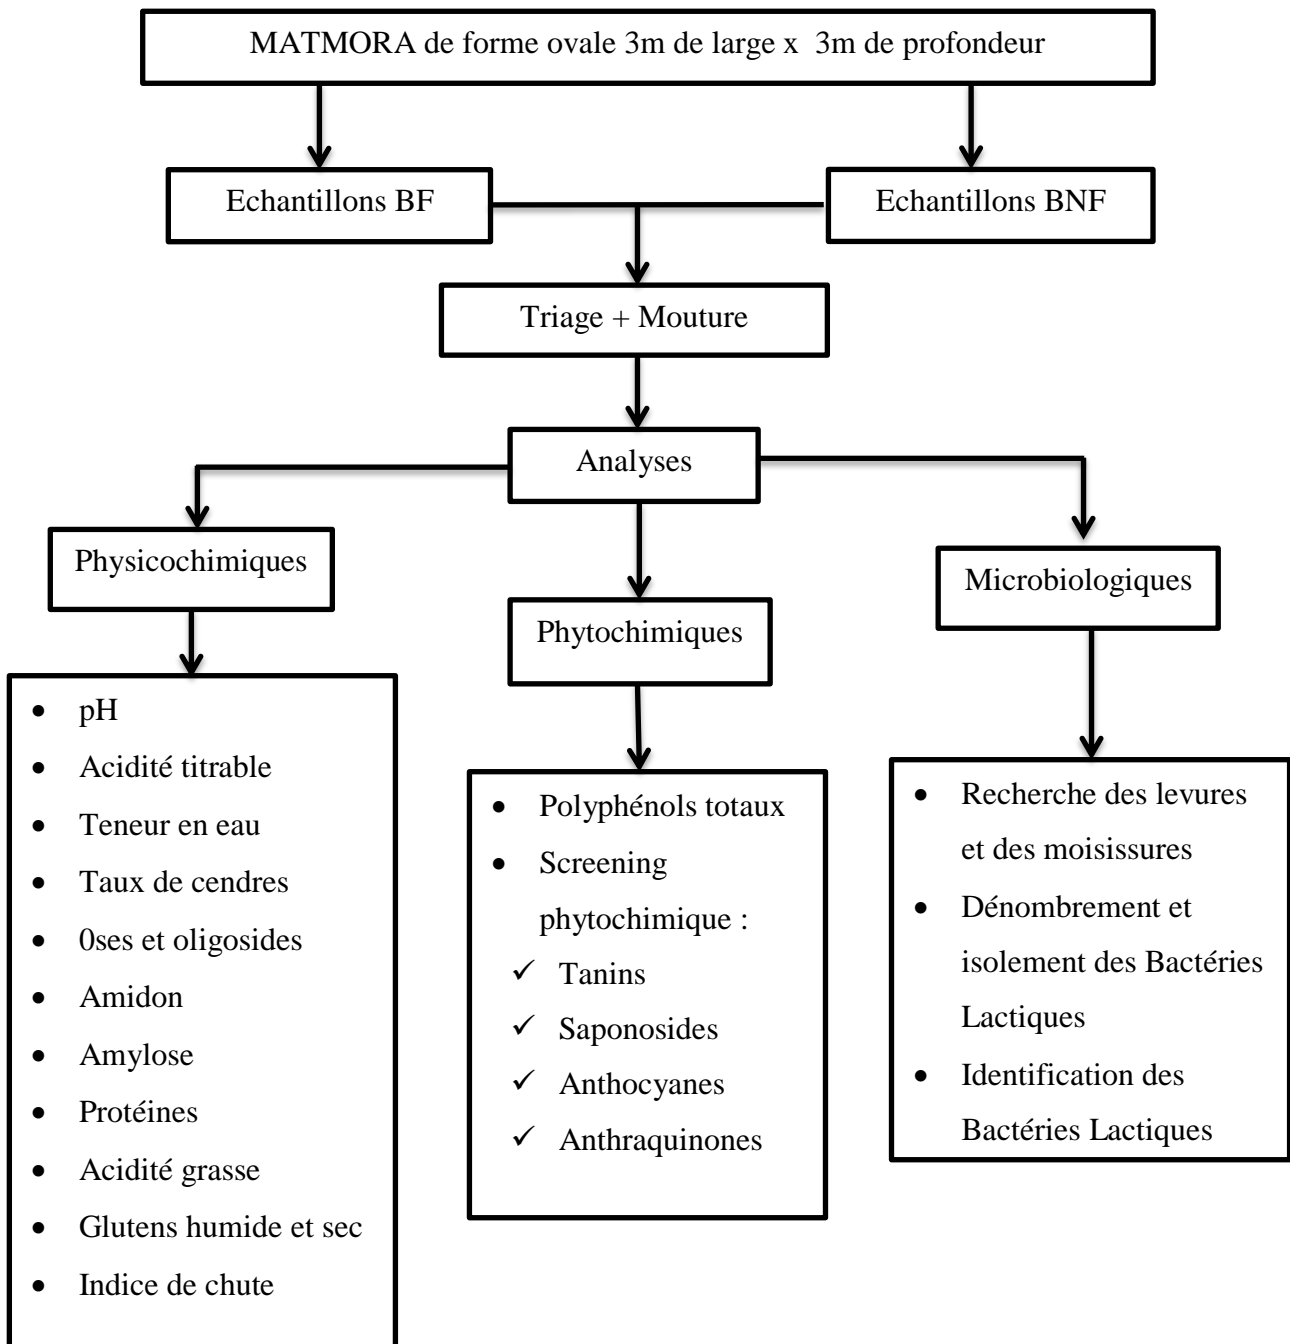 MATMORA de forme ovale 3m de large x 3m de profondeur
Echantillons BF
Echantillons BNF
Triage + Mouture
Analyses
Physicochimiques
Phytochimiques
Microbiologiques
• pH
• Acidité titrable
• Teneur en eau
• Taux de cendres
• 0ses et oligosides
• Amidon
• Amylose
• Protéines
• Acidité grasse
• Glutens humide et sec
• Indice de chute
• Polyphénols totaux
• Screening
phytochimique :
✓ Tanins
✓ Saponosides
✓ Anthocyanes
✓ Anthraquinones
• Recherche des levures
et des moisissures
• Dénombrement et
isolement des Bactéries
Lactiques
• Identification des
Bactéries Lactiques